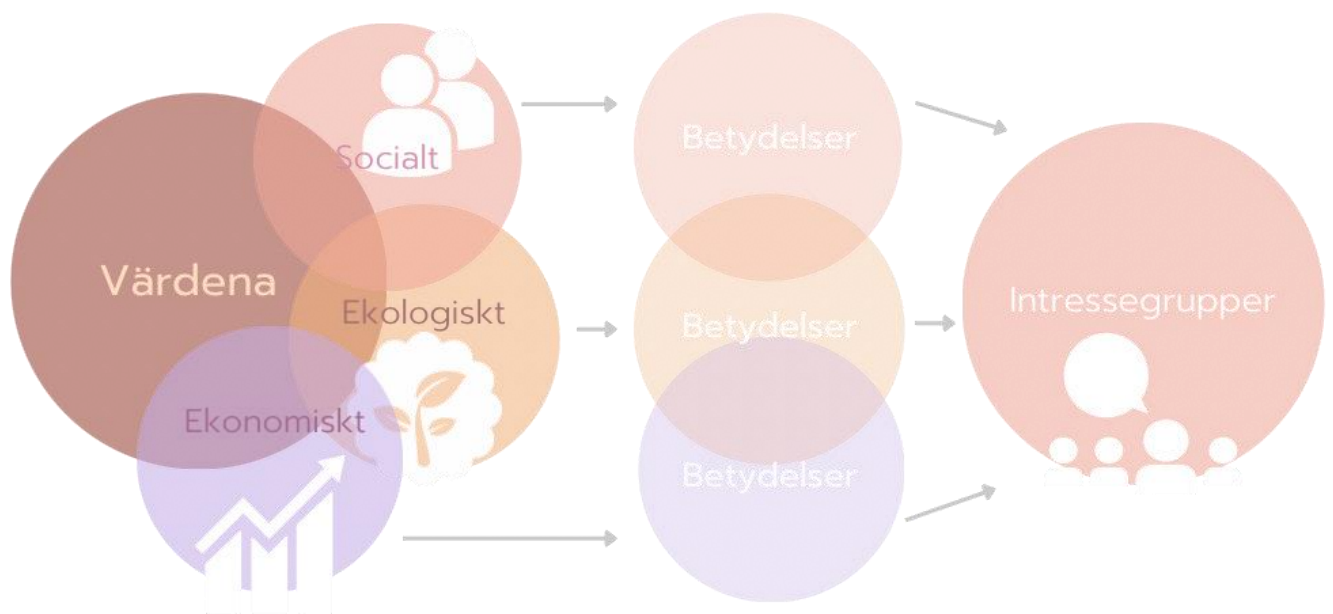 Socialt
Värdena
Ekologiskt
Ekonomiskt
Betydelser
Betydelser
Betydelser
Intressegrupper